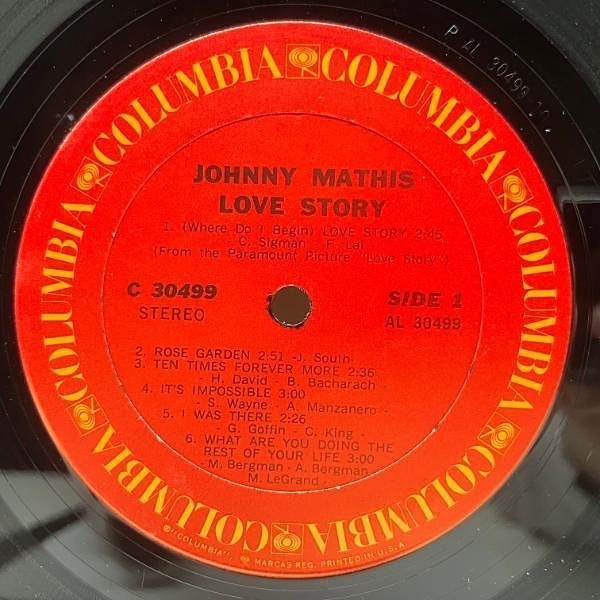 COLUMBIA COLUMBIA COLUMBIA COLUMBIA COLUMBIA COLUMBIA
P AL 30499
JOHNNY MATHIS
LOVE STORY
1. (Where Do I Begin) LOVE STORY 2:45
- C. Sigman - F. Lai
(From the Paramount Picture "Love Story")
C 30499
STEREO
SIDE 1
AL 30499
2. ROSE GARDEN 2:51 -J. South-
3. TEN TIMES FOREVER MORE 2:36
- H. David - B. Bacharach -
4. IT'S IMPOSSIBLE 3:00
- S. Wayne - A. Manzanero -
5. I WAS THERE 2:26
- G. Goffin - C. King -
6. WHAT ARE YOU DOING THE
REST OF YOUR LIFE 3:00
- M. Bergman - A. Bergman
M. LeGrand -
℗"COLUMBIA" MARCAS REG. PRINTED IN U.S.A.